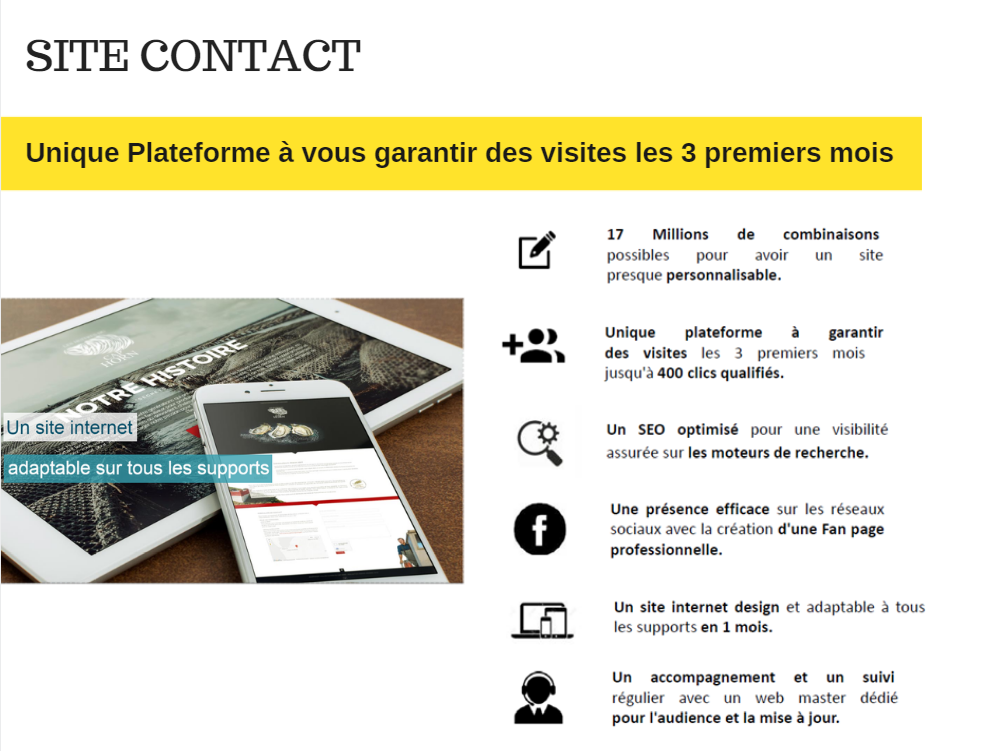 SITE CONTACT
Unique Plateforme à vous garantir des visites les 3 premiers mois
17 Millions de combinaisons
possibles pour avoir un site
presque personnalisable.
Unique plateforme à garantir
des visites les 3 premiers mois
jusqu'à 400 clics qualifiés.
HORN
NOTRE HISTOIRE
Un site internet
adaptable sur tous les supports
Un SEO optimisé pour une visibilité
assurée sur les moteurs de recherche.
Une présence efficace sur les réseaux
sociaux avec la création d'une Fan page
professionnelle.
Un site internet design et adaptable à tous
les supports en 1 mois.
Un accompagnement et un suivi
régulier avec un web master dédié
pour l'audience et la mise à jour.